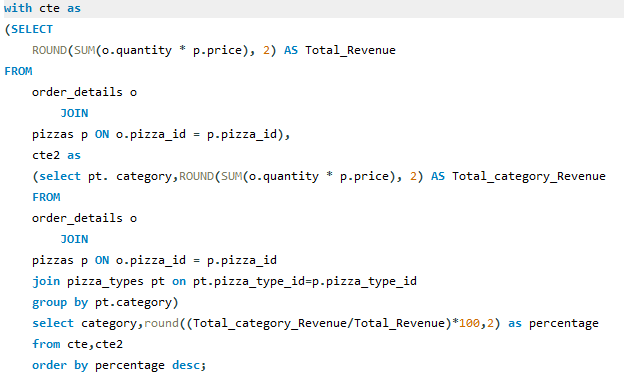 with cte as
(SELECT
ROUND(SUM(o.quantity * p.price), 2) AS Total_Revenue
FROM
order_details o
JOIN
pizzas p ON o.pizza_id = p.pizza_id),
cte2 as
(select pt. category,ROUND(SUM(o.quantity * p.price), 2) AS Total_category_Revenue
FROM
order_details o
JOIN
pizzas p ON o.pizza_id = p.pizza_id
join pizza_types pt on pt.pizza_type_id=p.pizza_type_id
group by pt.category)
select category,round((Total_category_Revenue/Total_Revenue)*100,2) as percentage
from cte,cte2
order by percentage desc;